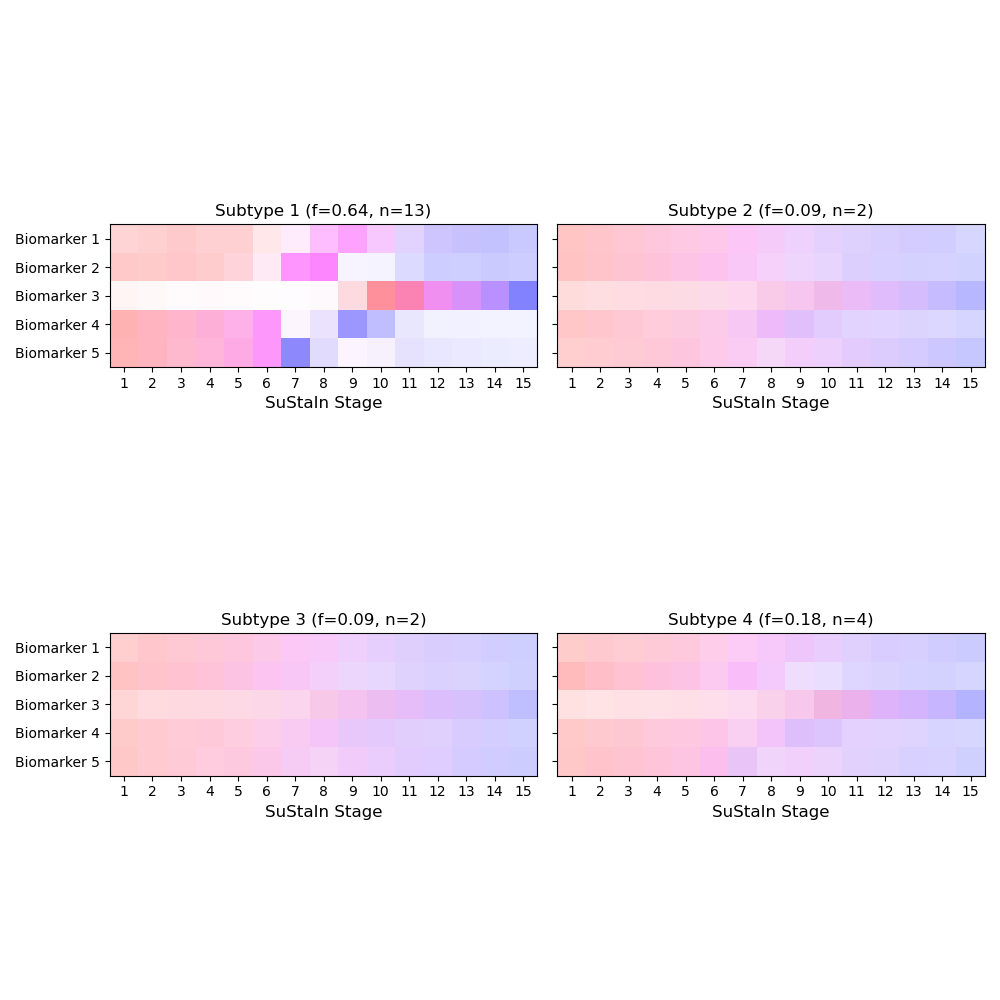 Subtype 1 (f=0.64, n=13)
Subtype 2 (f=0.09, n=2)
Biomarker 1
Biomarker 2
Biomarker 3
Biomarker 4
Biomarker 5
1 2 3 4 5 6 7 8 9 10 11 12 13 14 15
1 2 3 4 5 6 7 8 9 10 11 12 13 14 15
SuStaIn Stage
SuStaIn Stage
Subtype 3 (f=0.09, n=2)
Subtype 4 (f=0.18, n=4)
Biomarker 1
Biomarker 2
Biomarker 3
Biomarker 4
Biomarker 5
1 2 3 4 5 6 7 8 9 10 11 12 13 14 15
1 2 3 4 5 6 7 8 9 10 11 12 13 14 15
SuStaIn Stage
SuStaIn Stage